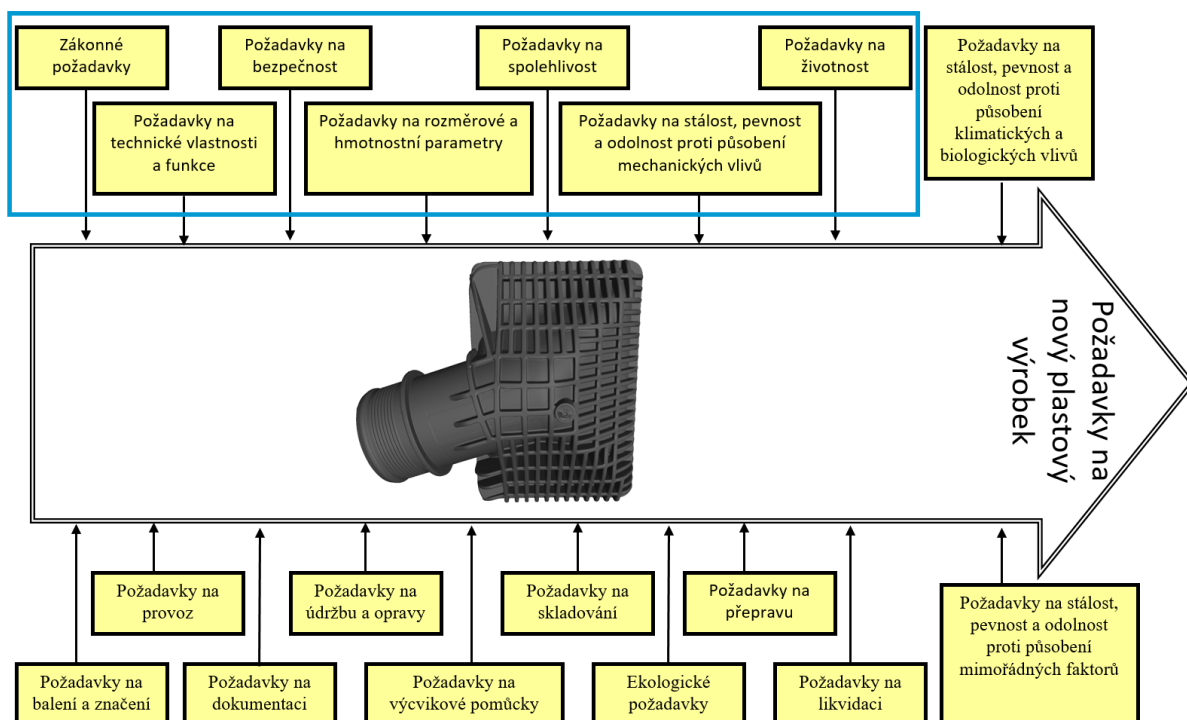 Zákonné
požadavky
Požadavky na
bezpečnost
Požadavky na
spolehlivost
Požadavky na
životnost
Požadavky na
stálost, pevnost a
odolnost proti
působení
klimatických a
biologických vlivů
Požadavky na
technické vlastnosti
a funkce
Požadavky na rozměrové a
hmotnostní parametry
Požadavky na stálost, pevnost
a odolnost proti působení
mechanických vlivů
Požadavky na
nový plastový
výrobek
Požadavky na
provoz
Požadavky na
údržbu a opravy
Požadavky na
skladování
Požadavky na
přepravu
Požadavky na stálost,
pevnost a odolnost
proti působení
mimořádných faktorů
Požadavky na
balení a značení
Požadavky na
dokumentaci
Požadavky na
výcvikové pomůcky
Ekologické
požadavky
Požadavky na
likvidaci